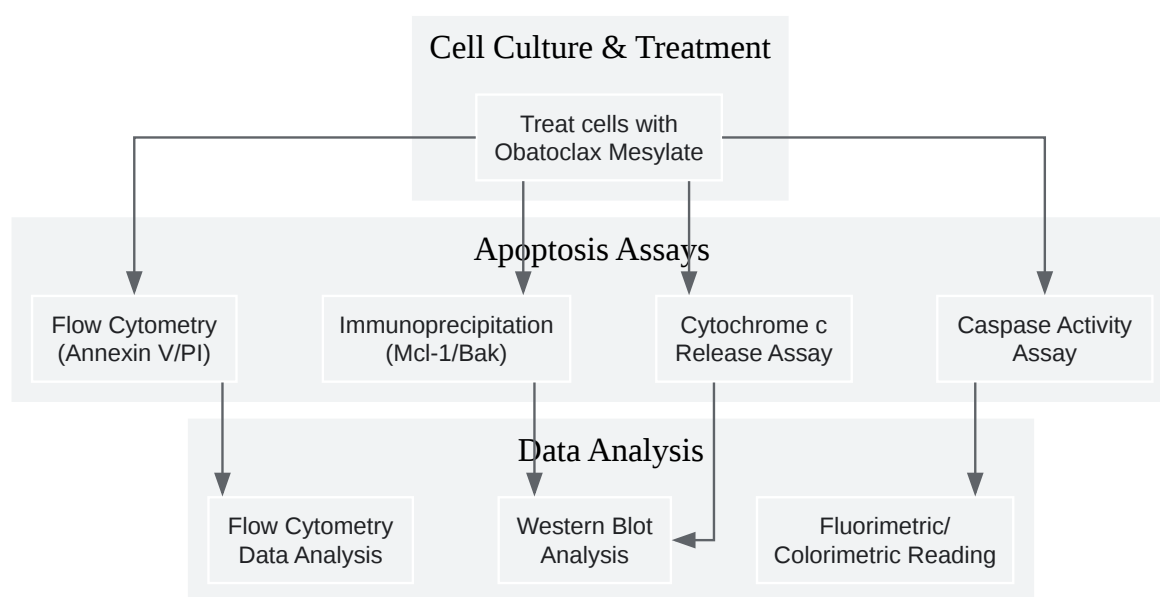 Cell Culture & Treatment
Treat cells with
Obatoclax Mesylate
Apoptosis Assays
Flow Cytometry
(Annexin V/PI)
Immunoprecipitation
(Mcl-1/Bak)
Cytochrome c
Release Assay
Caspase Activity
Assay
Data Analysis
Flow Cytometry
Data Analysis
Western Blot
Analysis
Fluorimetric/
Colorimetric Reading